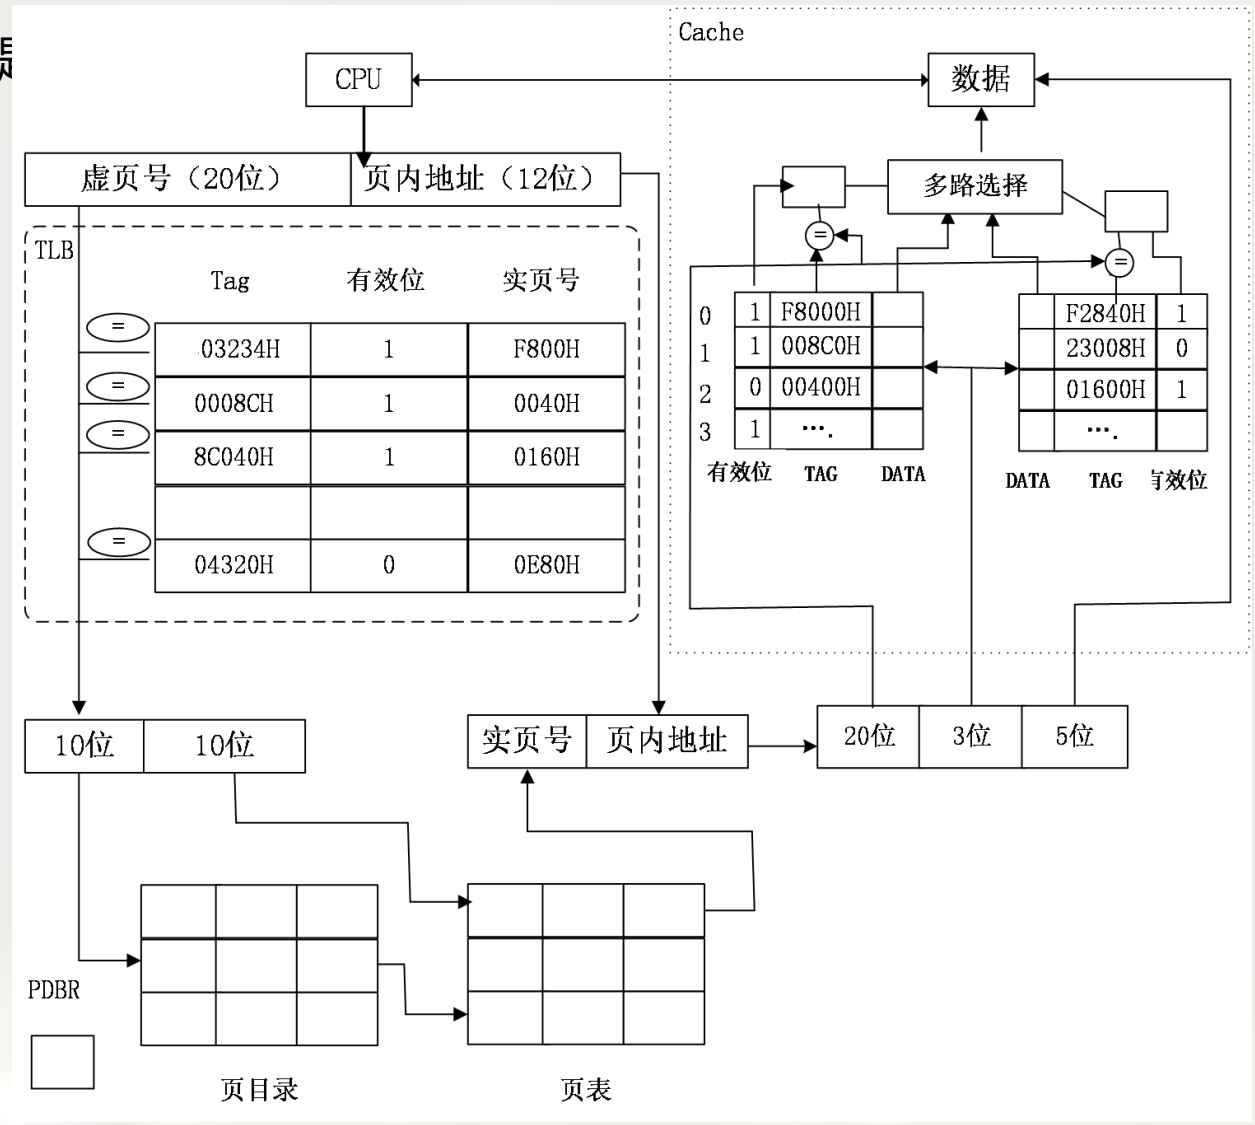 Cache
CPU
数据
虚页号（20位）
页内地址（12位）
多路选择
TLB
Tag 有效位 实页号
=
=
=
=
=
=
03234H 1 F800H
0008CH 1 0040H
8C040H 1 0160H
04320H 0 0E80H
0 1 F8000H
1 1 008C0H
2 0 00400H
3 1 ….
有效位 TAG DATA
F2840H 1
23008H 0
01600H 1
….
DATA TAG 有效位
10位 10位
实页号 页内地址
20位 3位 5位
PDBR
页目录
页表